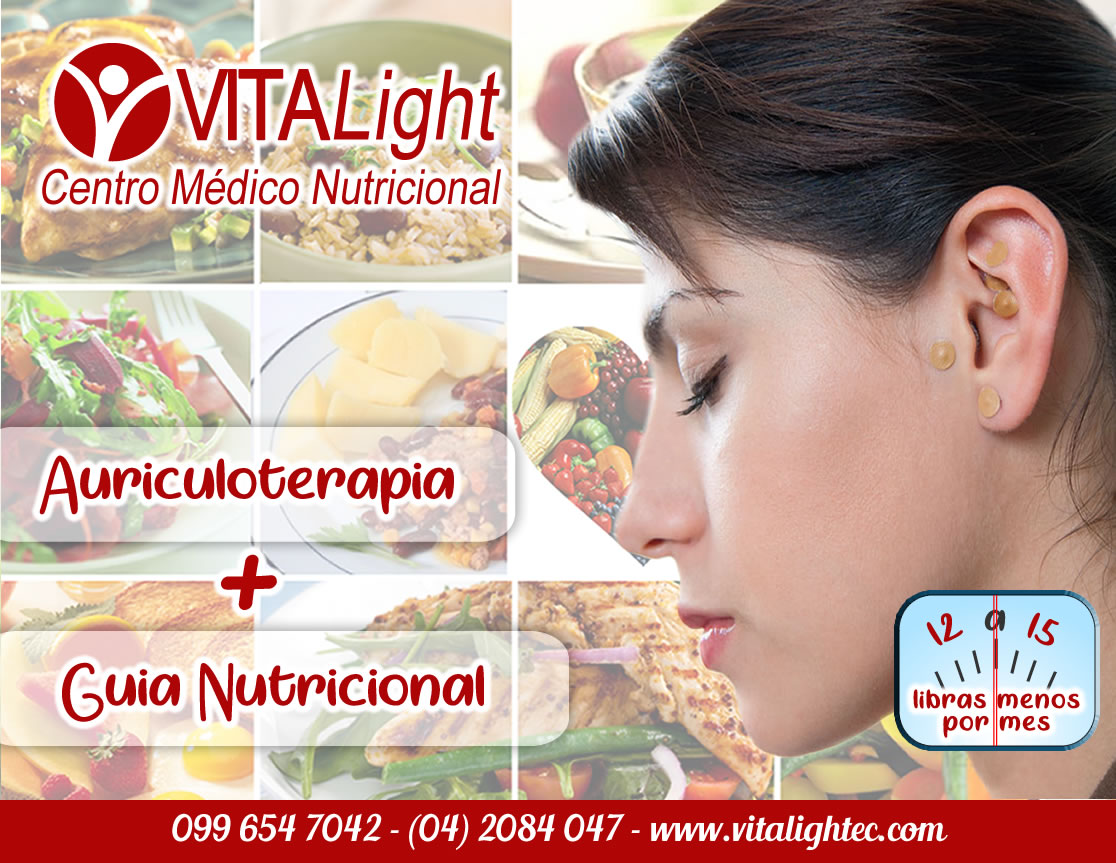 VITALight
Centro Médico Nutricional
Auriculoterapia
+
Guia Nutricional
12 a 15
libras menos
por mes
099 654 7042 - (04) 2084 047 - www.vitalightec.com